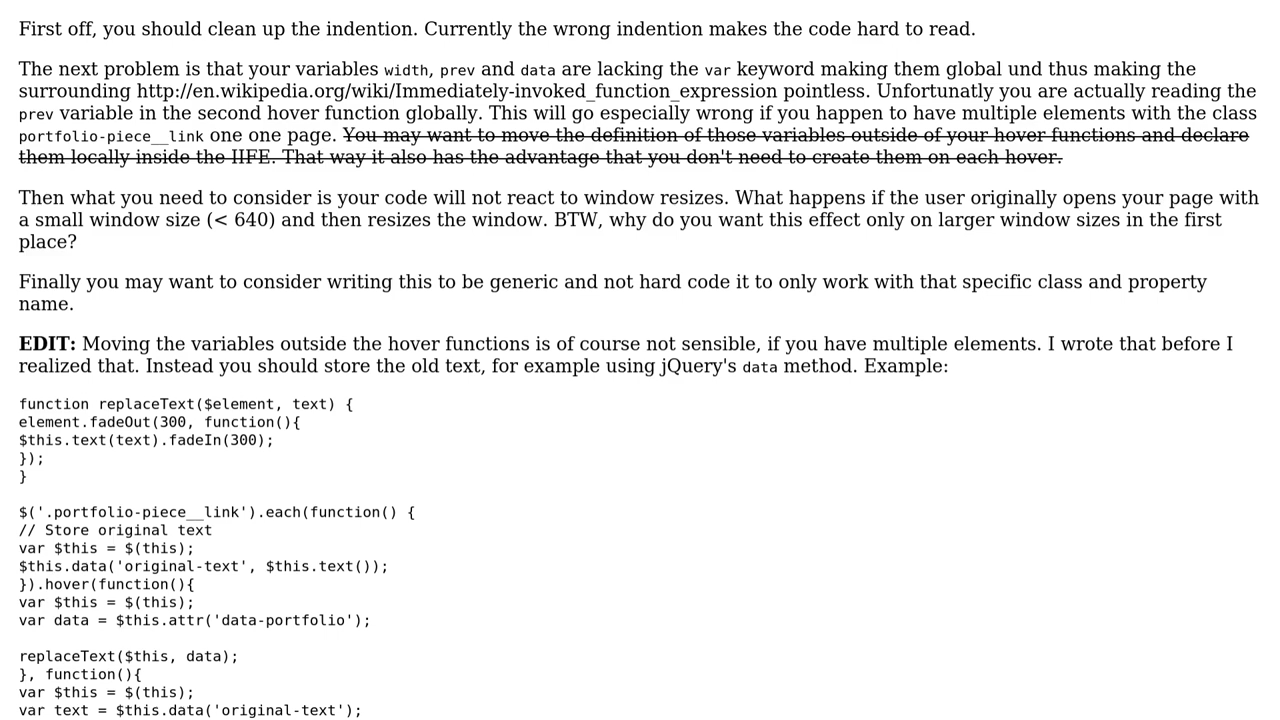 First off, you should clean up the indention. Currently the wrong indention makes the code hard to read.
The next problem is that your variables width, prev and data are lacking the var keyword making them global und thus making the
surrounding http://en.wikipedia.org/wiki/Immediately-invoked_function_expression pointless. Unfortunatly you are actually reading the
prev variable in the second hover function globally. This will go especially wrong if you happen to have multiple elements with the class
portfolio-piece__link one one page. You may want to move the definition of those variables outside of your hover functions and declare
them locally inside the IIFE. That way it also has the advantage that you don't need to create them on each hover.
Then what you need to consider is your code will not react to window resizes. What happens if the user originally opens your page with
a small window size (< 640) and then resizes the window. BTW, why do you want this effect only on larger window sizes in the first
place?
Finally you may want to consider writing this to be generic and not hard code it to only work with that specific class and property
name.
EDIT: Moving the variables outside the hover functions is of course not sensible, if you have multiple elements. I wrote that before I
realized that. Instead you should store the old text, for example using jQuery's data method. Example:
function replaceText($element, text) {
element.fadeOut(300, function(){
$this.text(text).fadeIn(300);
});
}
$('.portfolio-piece__link').each(function() {
// Store original text
var $this = $(this);
$this.data('original-text', $this.text());
}).hover(function(){
var $this = $(this);
var data = $this.attr('data-portfolio');
replaceText($this, data);
}, function(){
var $this = $(this);
var text = $this.data('original-text');